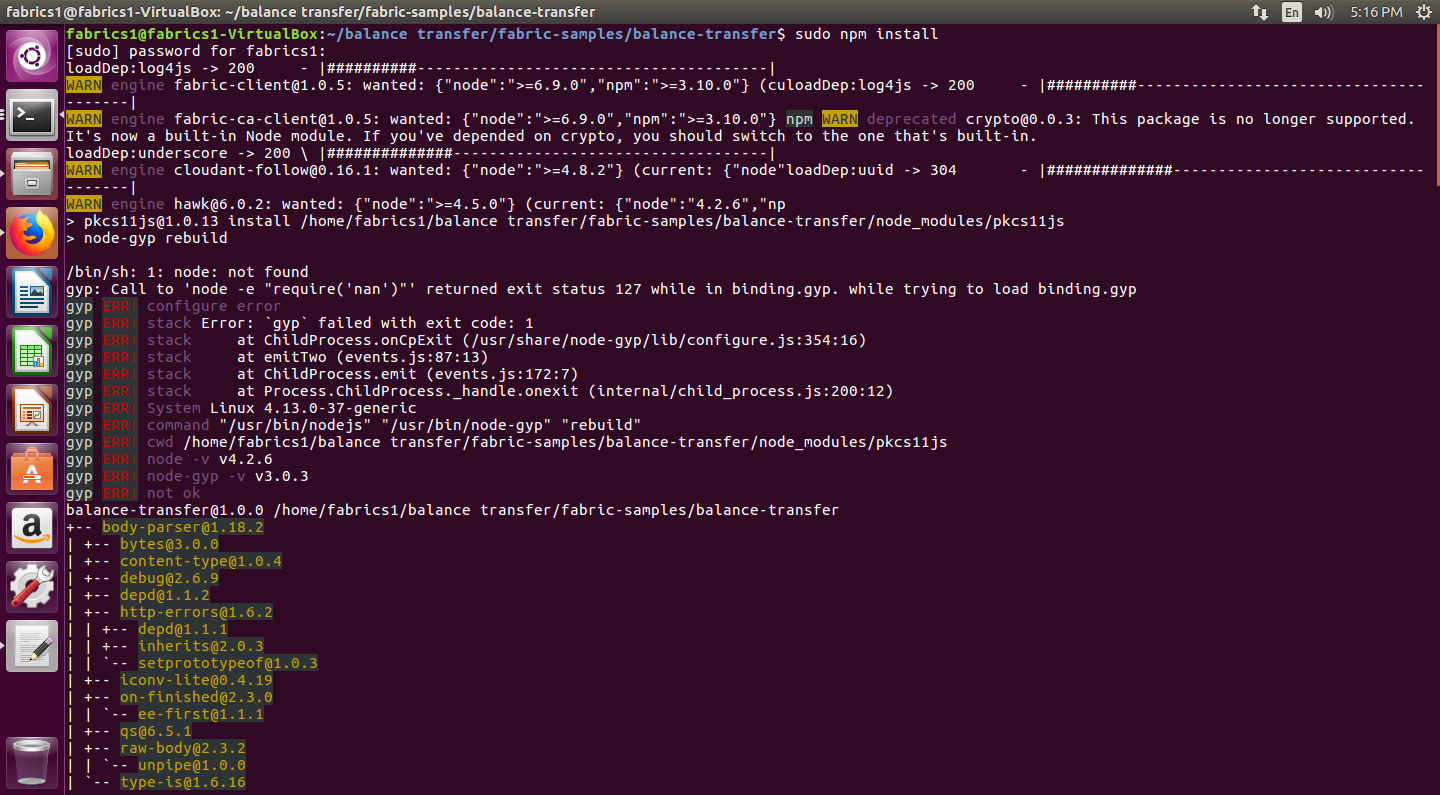 fabrics1@fabrics1-VirtualBox: ~/balance transfer/fabric-samples/balance-transfer
En
5:16 PM
fabrics1@fabrics1-VirtualBox:~/balance transfer/fabric-samples/balance-transfer$ sudo npm install
[sudo] password for fabrics1:
loadDep:log4js -> 200     - |##########---------------------------------------|
WARN engine fabric-client@1.0.5: wanted: {"node":">=6.9.0","npm":">=3.10.0"} (culoadDep:log4js -> 200     - |##########--------------------------------
-------|
WARN engine fabric-ca-client@1.0.5: wanted: {"node":">=6.9.0","npm":">=3.10.0"} npm WARN deprecated crypto@0.0.3: This package is no longer supported.
It's now a built-in Node module. If you've depended on crypto, you should switch to the one that's built-in.
loadDep:underscore -> 200 \ |##############-----------------------------------|
WARN engine cloudant-follow@0.16.1: wanted: {"node":">=4.8.2"} (current: {"node"loadDep:uuid -> 304       - |##############----------------------------
-------|
WARN engine hawk@6.0.2: wanted: {"node":">=4.5.0"} (current: {"node":"4.2.6","np
> pkcs11js@1.0.13 install /home/fabrics1/balance transfer/fabric-samples/balance-transfer/node_modules/pkcs11js
> node-gyp rebuild
/bin/sh: 1: node: not found
gyp: Call to 'node -e "require('nan')"' returned exit status 127 while in binding.gyp. while trying to load binding.gyp
gyp ERR! configure error
gyp ERR! stack Error: `gyp` failed with exit code: 1
gyp ERR! stack     at ChildProcess.onCpExit (/usr/share/node-gyp/lib/configure.js:354:16)
gyp ERR! stack     at emitTwo (events.js:87:13)
gyp ERR! stack     at ChildProcess.emit (events.js:172:7)
gyp ERR! stack     at Process.ChildProcess._handle.onexit (internal/child_process.js:200:12)
gyp ERR! System Linux 4.13.0-37-generic
gyp ERR! command "/usr/bin/nodejs" "/usr/bin/node-gyp" "rebuild"
gyp ERR! cwd /home/fabrics1/balance transfer/fabric-samples/balance-transfer/node_modules/pkcs11js
gyp ERR! node -v v4.2.6
gyp ERR! node-gyp -v v3.0.3
gyp ERR! not ok
balance-transfer@1.0.0 /home/fabrics1/balance transfer/fabric-samples/balance-transfer
+-- body-parser@1.18.2
| +-- bytes@3.0.0
| +-- content-type@1.0.4
| +-- debug@2.6.9
| +-- depd@1.1.2
| +-- http-errors@1.6.2
| | +-- depd@1.1.1
| | +-- inherits@2.0.3
| | `-- setprototypeof@1.0.3
| +-- iconv-lite@0.4.19
| +-- on-finished@2.3.0
| | `-- ee-first@1.1.1
| +-- qs@6.5.1
| +-- raw-body@2.3.2
| | `-- unpipe@1.0.0
| `-- type-is@1.6.16